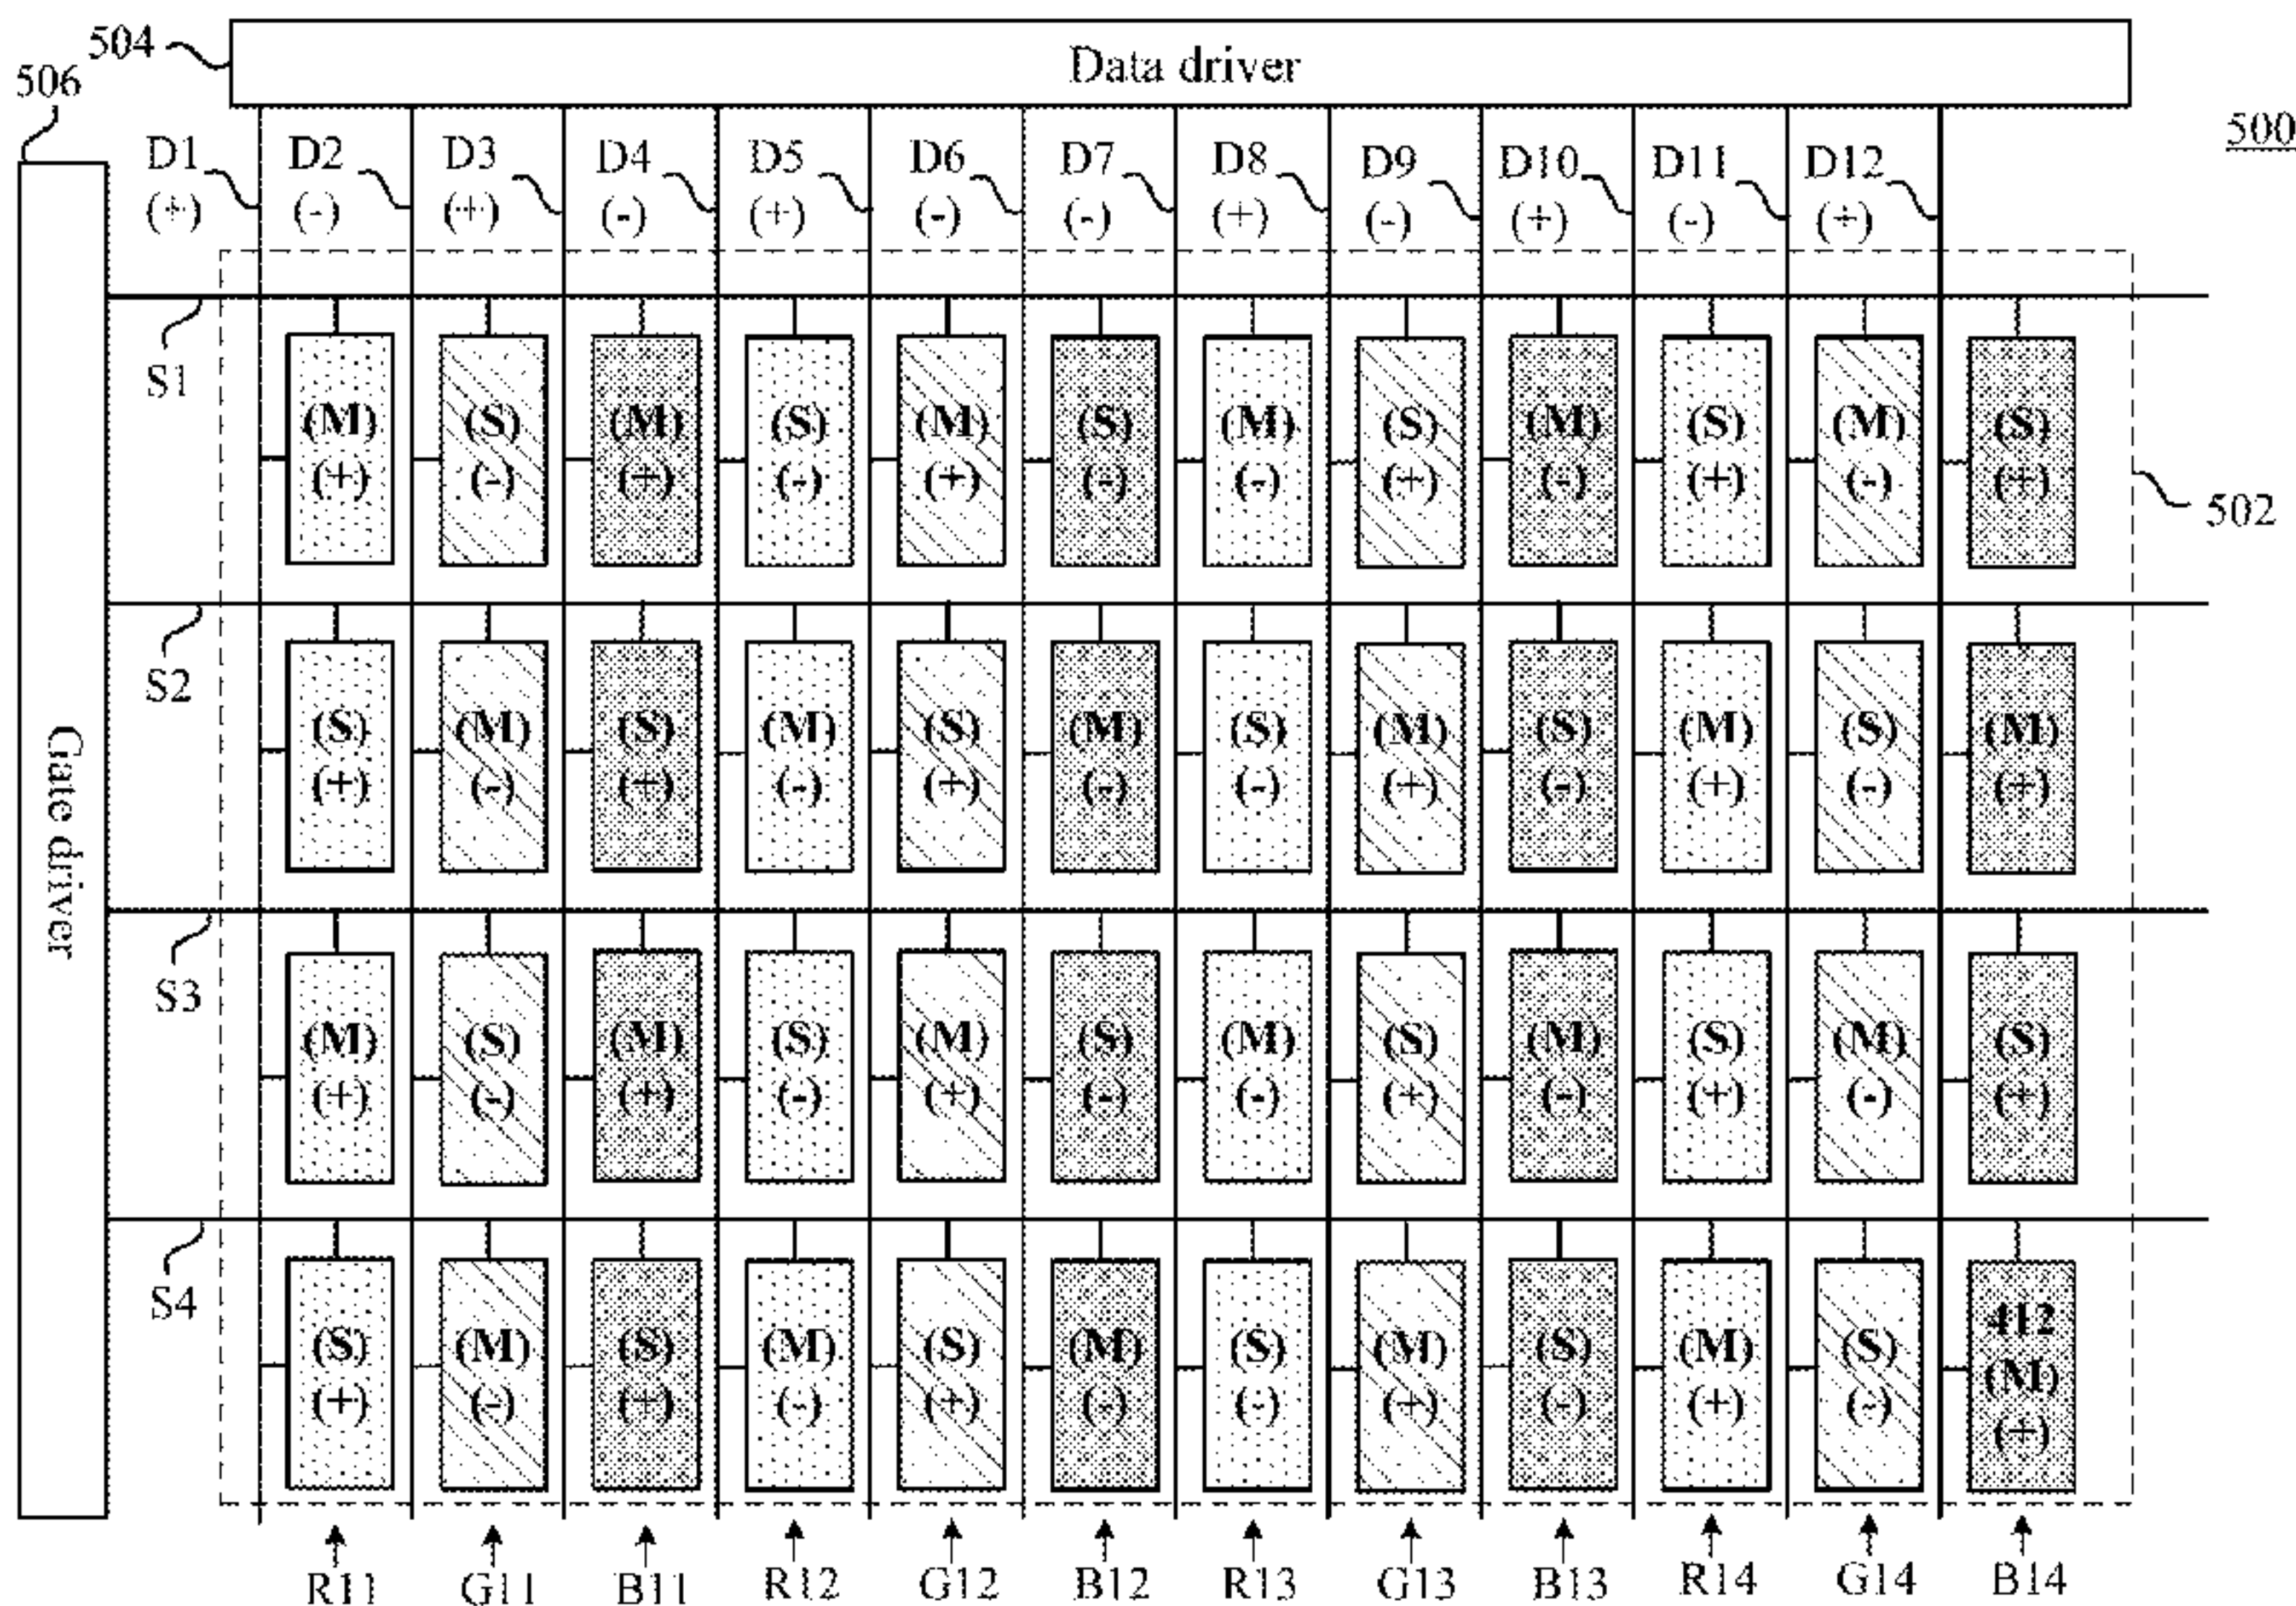 504
Data driver
506
500
D1 D2 D3 D4 D5 D6 D7 D8 D9 D10 D11 D12
(+) (-) (+) (-) (+) (-) (-) (+) (-) (+) (-) (+)
S1
(M) (S) (M) (S) (M) (S) (M) (S) (M) (S) (M) (S)
(+) (-) (+) (-) (+) (-) (-) (+) (-) (+) (-) (+)
502
S2
(S) (M) (S) (M) (S) (M) (S) (M) (S) (M) (S) (M)
(+) (-) (+) (-) (+) (-) (-) (+) (-) (+) (-) (+)
Gate driver
S3
(M) (S) (M) (S) (M) (S) (M) (S) (M) (S) (M) (S)
(+) (-) (+) (-) (+) (-) (-) (+) (-) (+) (-) (+)
S4
412
(S) (M) (S) (M) (S) (M) (S) (M) (S) (M) (S) (M)
(+) (-) (+) (-) (+) (-) (-) (+) (-) (+) (-) (+)
R11 G11 B11 R12 G12 B12 R13 G13 B13 R14 G14 B14